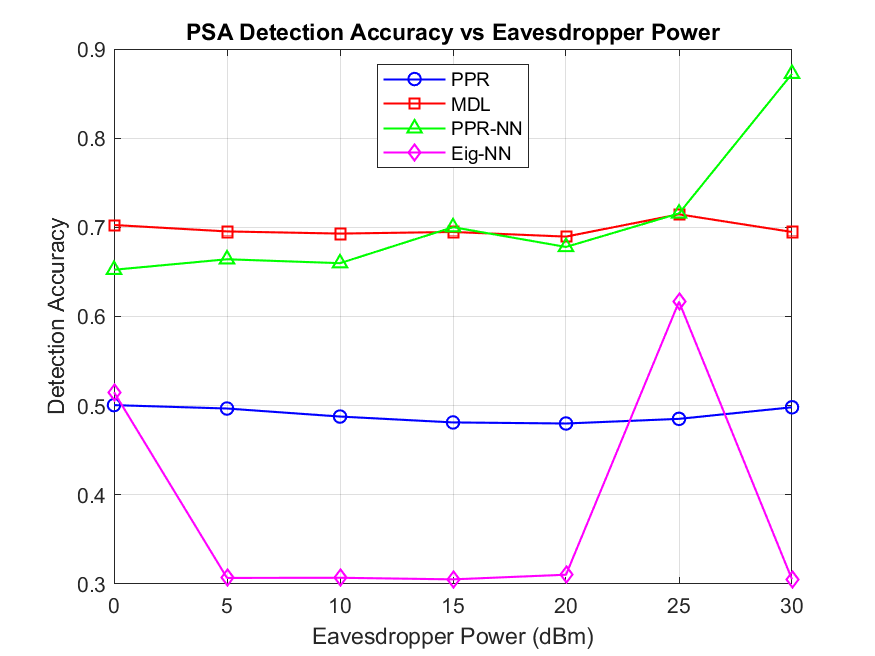 PSA Detection Accuracy vs Eavesdropper Power
0.9
0.8
0.7
0.6
0.5
0.4
0.3
Detection Accuracy
PPR
MDL
PPR-NN
Eig-NN
0 5 10 15 20 25 30
Eavesdropper Power (dBm)